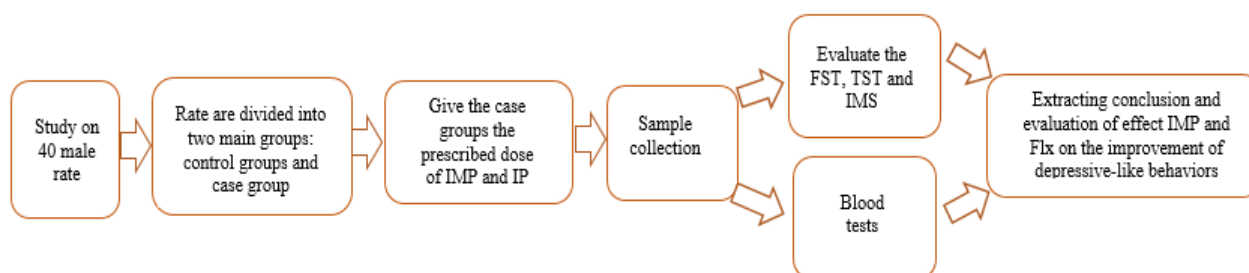 Study on
40 male
rate
Rate are divided into
two main groups:
control groups and
case group
Give the case
groups the
prescribed dose
of IMP and IP
Sample
collection
Evaluate the
FST, TST and
IMS
Blood
tests
Extracting conclusion and
evaluation of effect IMP and
Flx on the improvement of
depressive-like behaviors